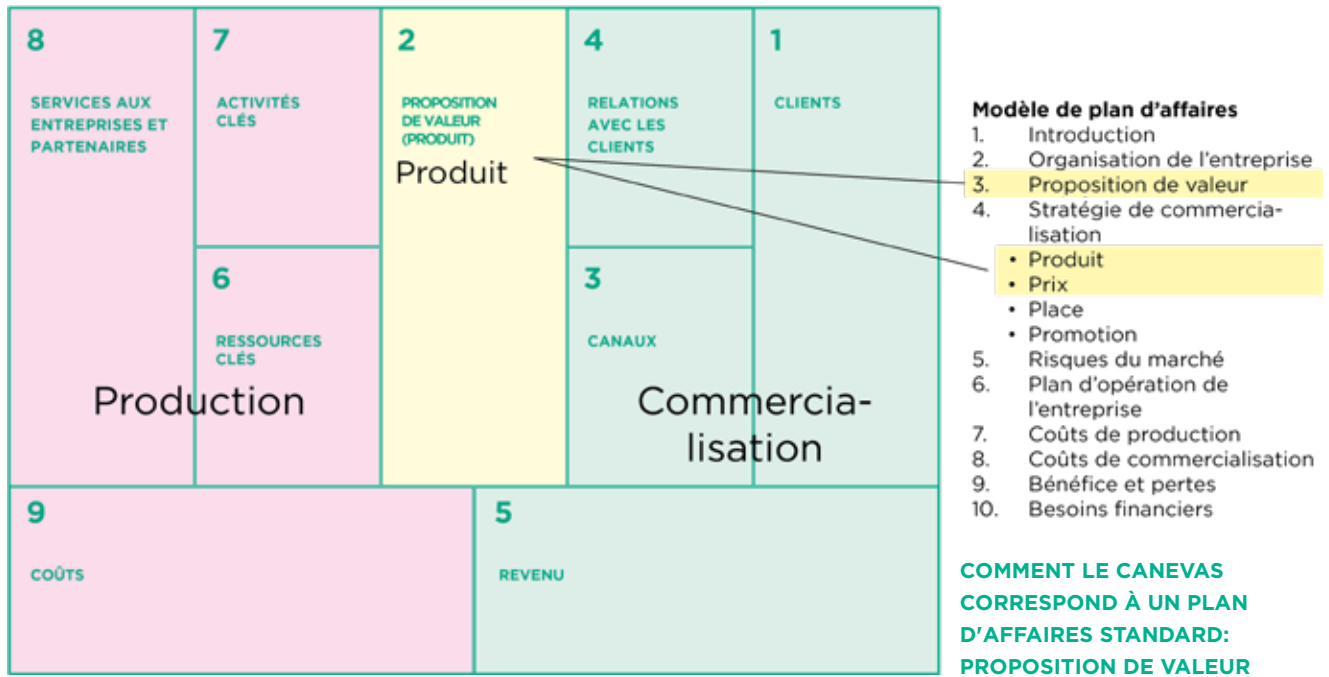 8
SERVICES AUX
ENTREPRISES ET
PARTENAIRES
7
ACTIVITÉS
CLÉS
2
PROPOSITION
DE VALEUR
(PRODUIT)
Produit
4
RELATIONS
AVEC LES
CLIENTS
1
CLIENTS
6
RESSOURCES
CLÉS
3
CANAUX
Production
Commercia-
lisation
9
COÛTS
5
REVENU
Modèle de plan d'affaires
1. Introduction
2. Organisation de l'entreprise
3. Proposition de valeur
4. Stratégie de commercia-
lisation
• Produit
• Prix
• Place
• Promotion
5. Risques du marché
6. Plan d'opération de
l'entreprise
7. Coûts de production
8. Coûts de commercialisation
9. Bénéfice et pertes
10. Besoins financiers
COMMENT LE CANEVAS
CORRESPOND À UN PLAN
D'AFFAIRES STANDARD:
PROPOSITION DE VALEUR